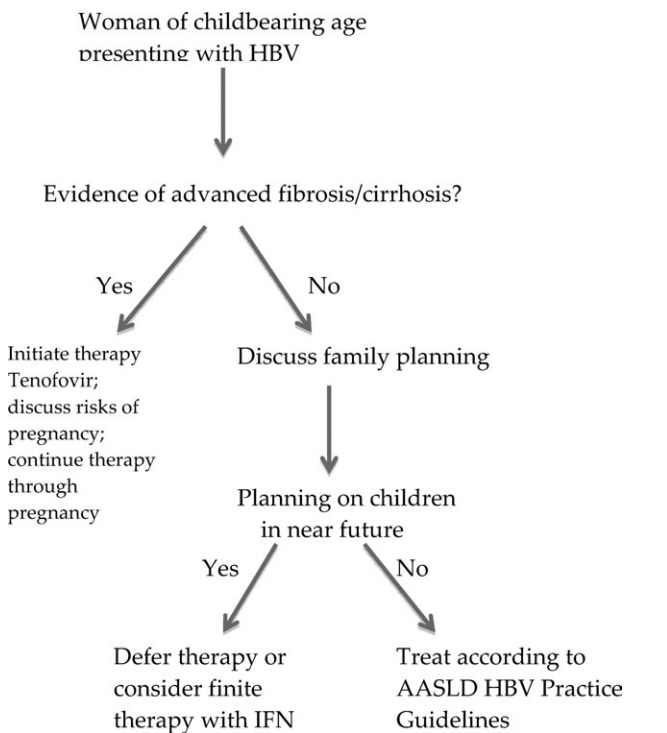 Woman of childbearing age
presenting with HBV
Evidence of advanced fibrosis/cirrhosis?
Yes
No
Initiate therapy
Tenofovir;
discuss risks of
pregnancy;
continue therapy
through
pregnancy
Discuss family planning
Planning on children
in near future
Yes
No
Defer therapy or
consider finite
therapy with IFN
Treat according to
AASLD HBV Practice
Guidelines